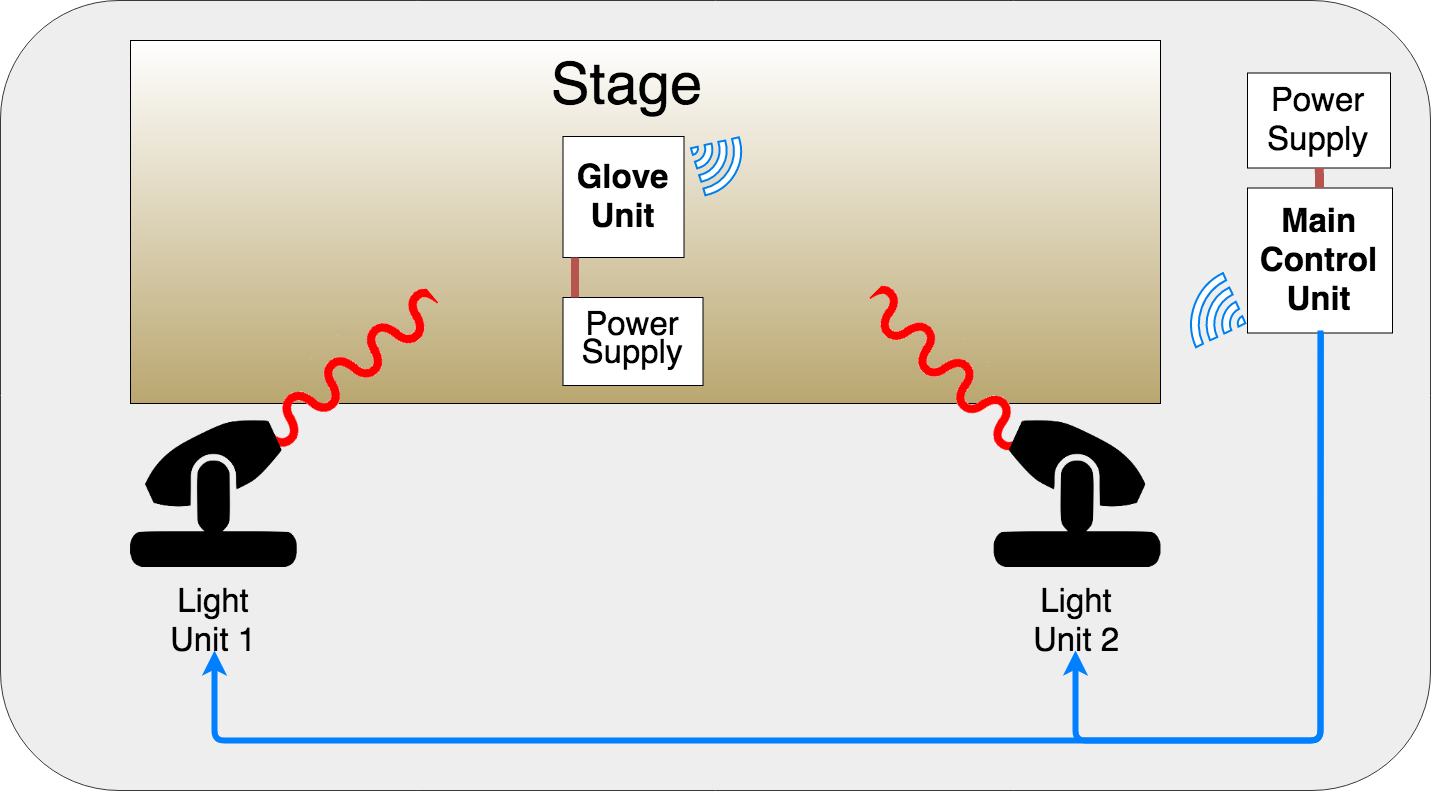 Stage
Glove
Unit
Power
Supply
Power
Supply
Main
Control
Unit
Light
Unit 1
Light
Unit 2